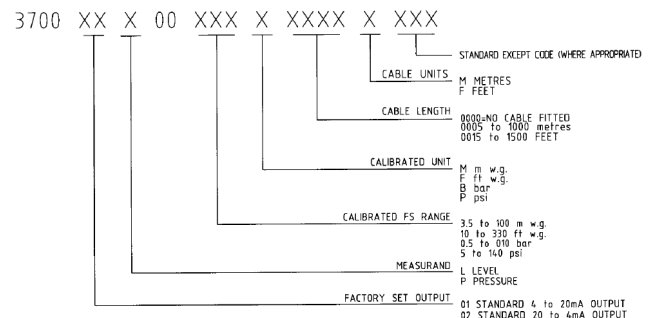 3700 XX X 00 XXX X XXXX X XXX
STANDARD EXCEPT CODE (WHERE APPROPRIATE)
CABLE UNITS
M METRES
F FEET
CABLE LENGTH
0000=NO CABLE FITTED
0005 to 1000 metres
0015 to 1500 FEET
CALIBRATED UNIT
M m w.g.
F ft w.g.
B bar
P psi
CALIBRATED FS RANGE
3.5 to 100 m w.g.
10 to 330 ft w.g.
0.5 to 010 bar
5 to 140 psi
MEASURAND
L LEVEL
P PRESSURE
FACTORY SET OUTPUT
01 STANDARD 4 to 20mA OUTPUT
02 STANDARD 20 to 4mA OUTPUT